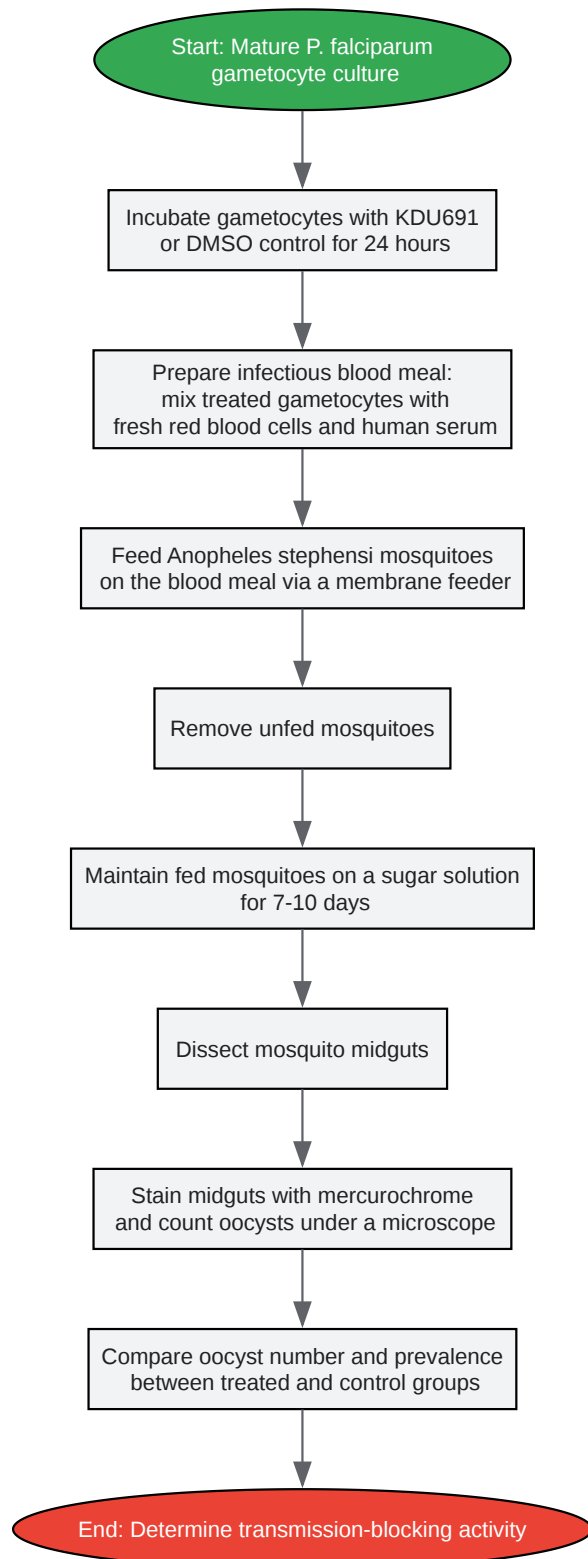 Start: Mature P. falciparum
gametocyte culture
Incubate gametocytes with KDU691
or DMSO control for 24 hours
Prepare infectious blood meal:
mix treated gametocytes with
fresh red blood cells and human serum
Feed Anopheles stephensi mosquitoes
on the blood meal via a membrane feeder
Remove unfed mosquitoes
Maintain fed mosquitoes on a sugar solution
for 7-10 days
Dissect mosquito midguts
Stain midguts with mercurochrome
and count oocysts under a microscope
Compare oocyst number and prevalence
between treated and control groups
End: Determine transmission-blocking activity